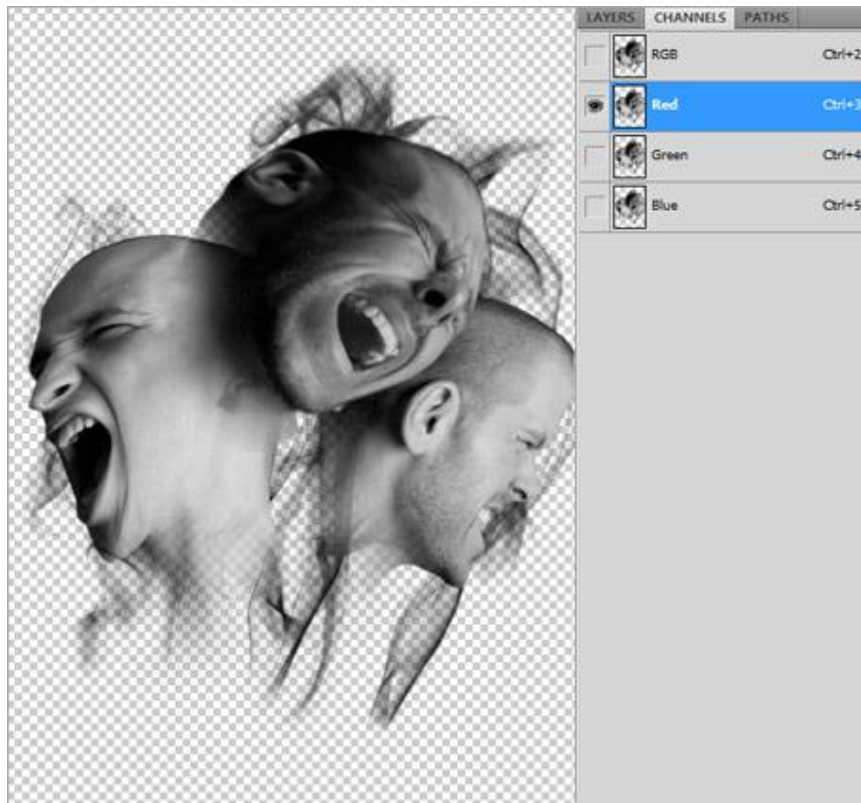 LAYERS CHANNELS PATHS
RGB Ctrl+2
Red Ctrl+3
Green Ctrl+4
Blue Ctrl+5